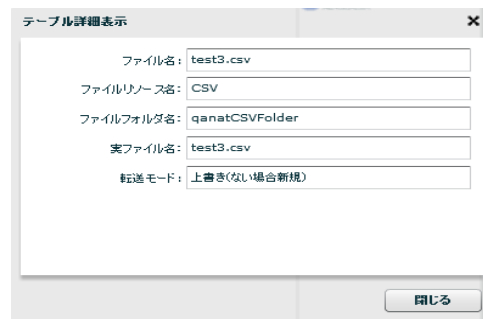 テーブル詳細表示
ファイル名: test3.csv
ファイルリソース名: CSV
ファイルフォルダ名: qanatCSVFolder
実ファイル名: test3.csv
転送モード: 上書き(ない場合新規)
閉じる